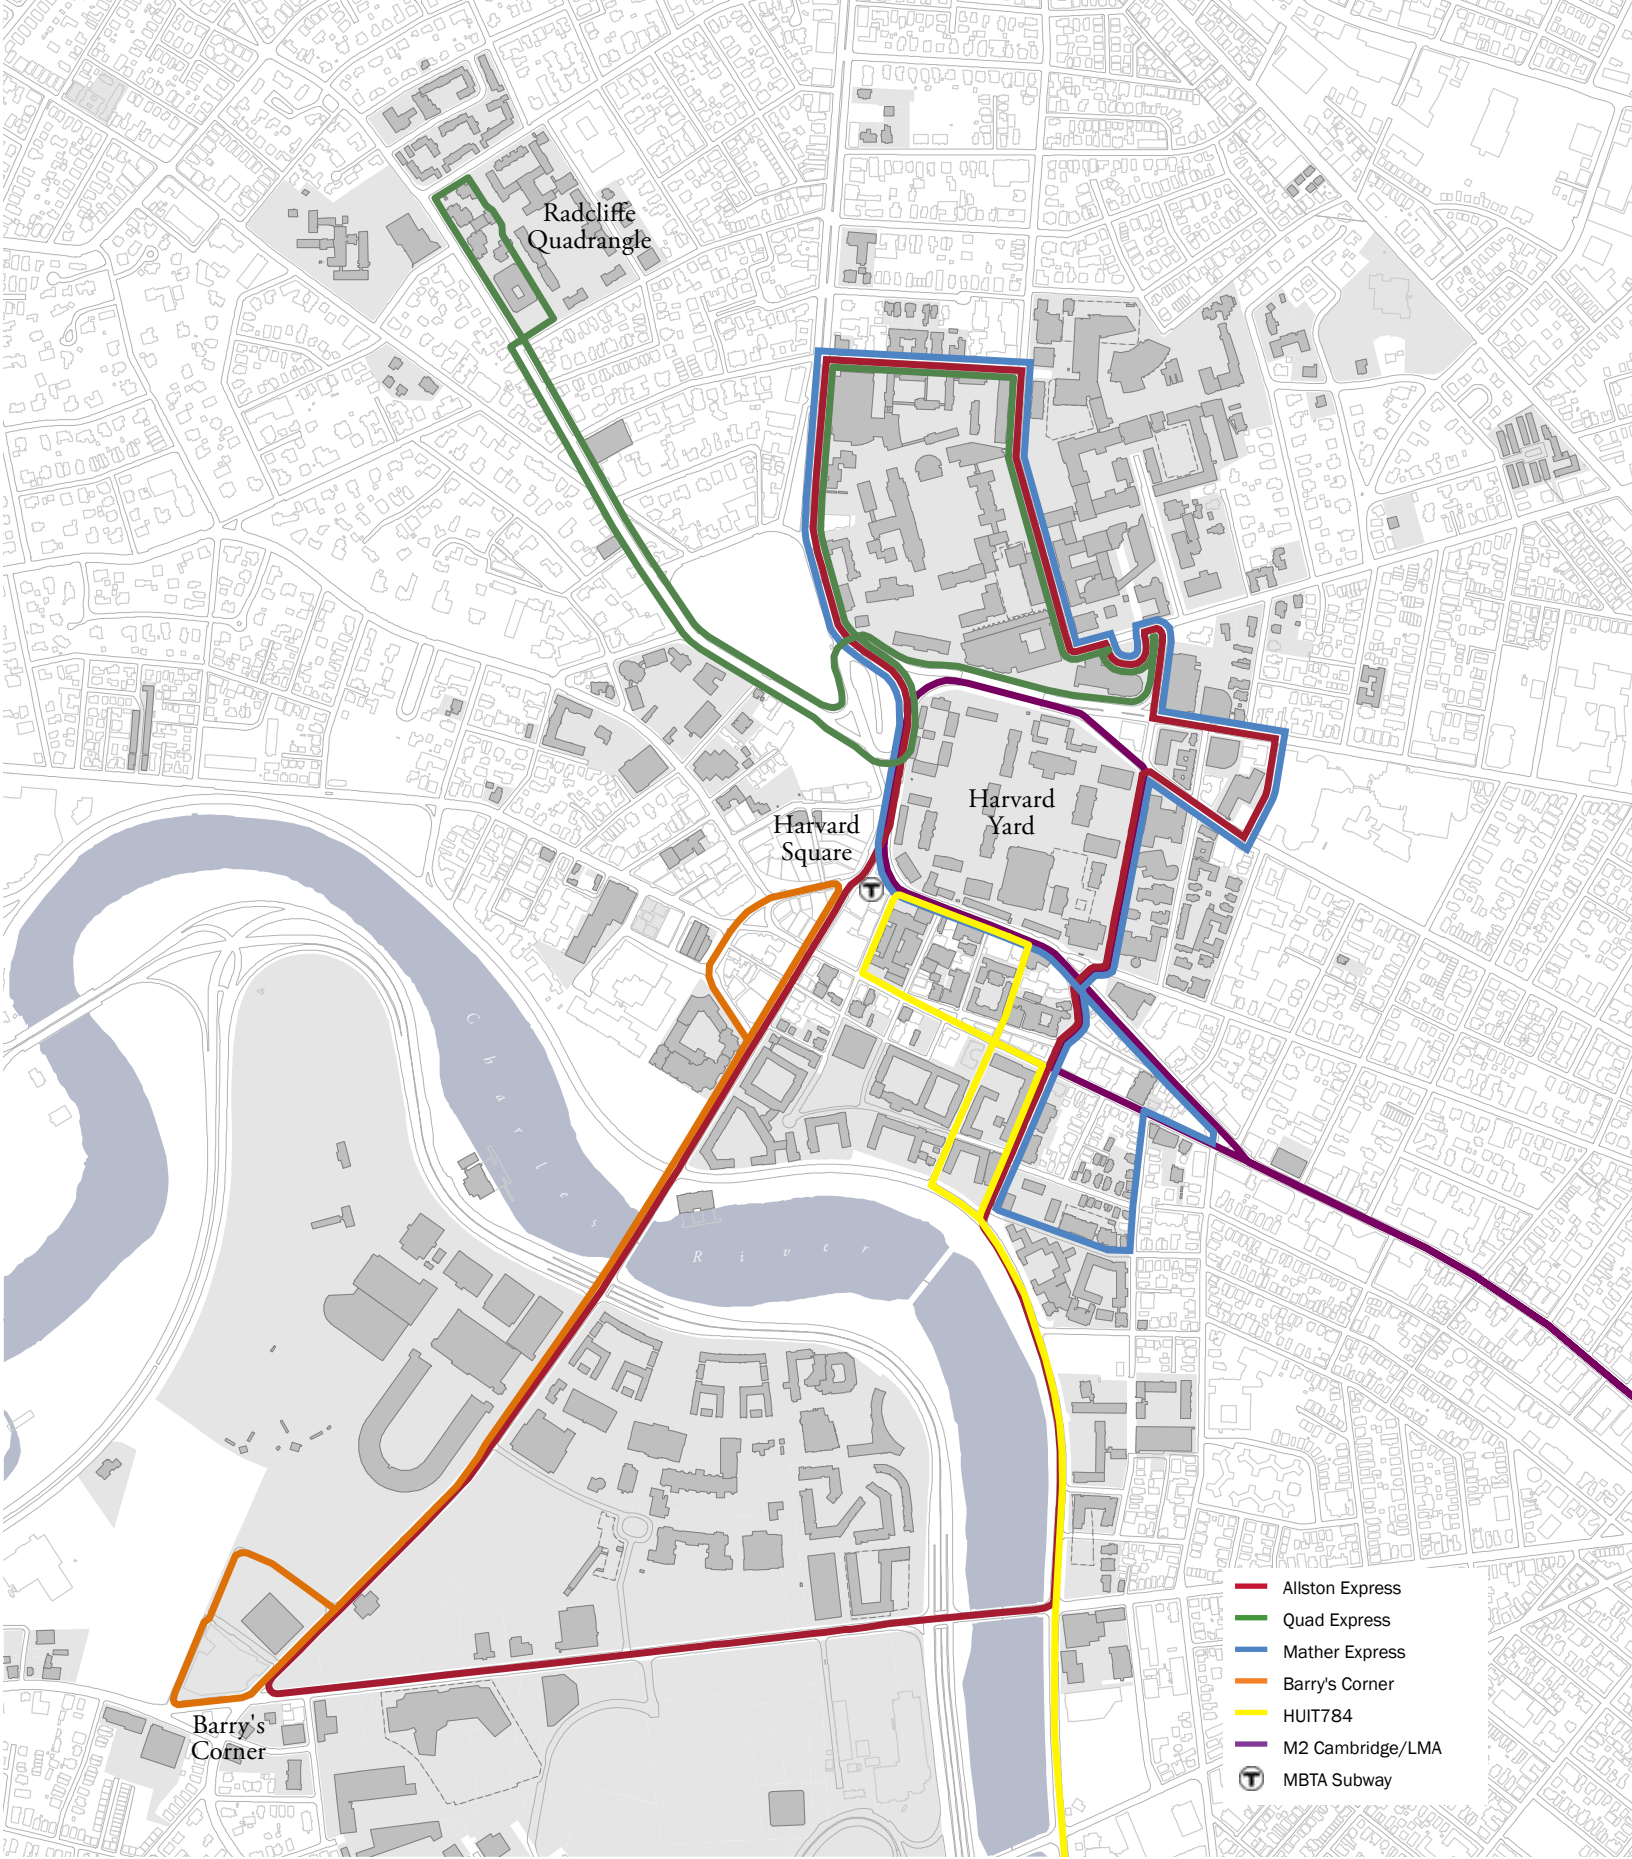 Radcliffe
Quadrangle
Harvard
Yard
Harvard
Square
T
Charles
River
Barry's
Corner
Allston Express
Quad Express
Mather Express
Barry's Corner
HUIT784
M2 Cambridge/LMA
T MBTA Subway